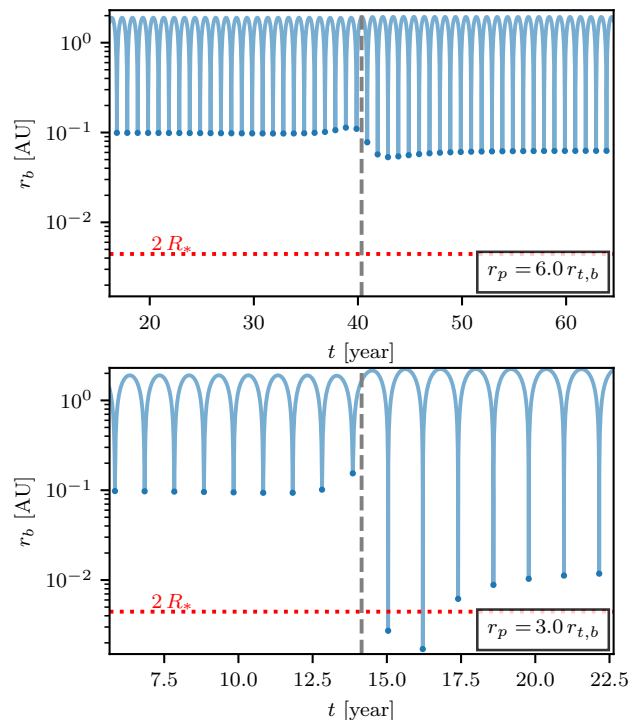 10^0
10^{-1}
10^{-2}
r_b [AU]
2 R_*
r_p = 6.0 r_{t,b}
20 30 40 50 60
t [year]
10^0
10^{-1}
10^{-2}
r_b [AU]
2 R_*
r_p = 3.0 r_{t,b}
7.5 10.0 12.5 15.0 17.5 20.0 22.5
t [year]